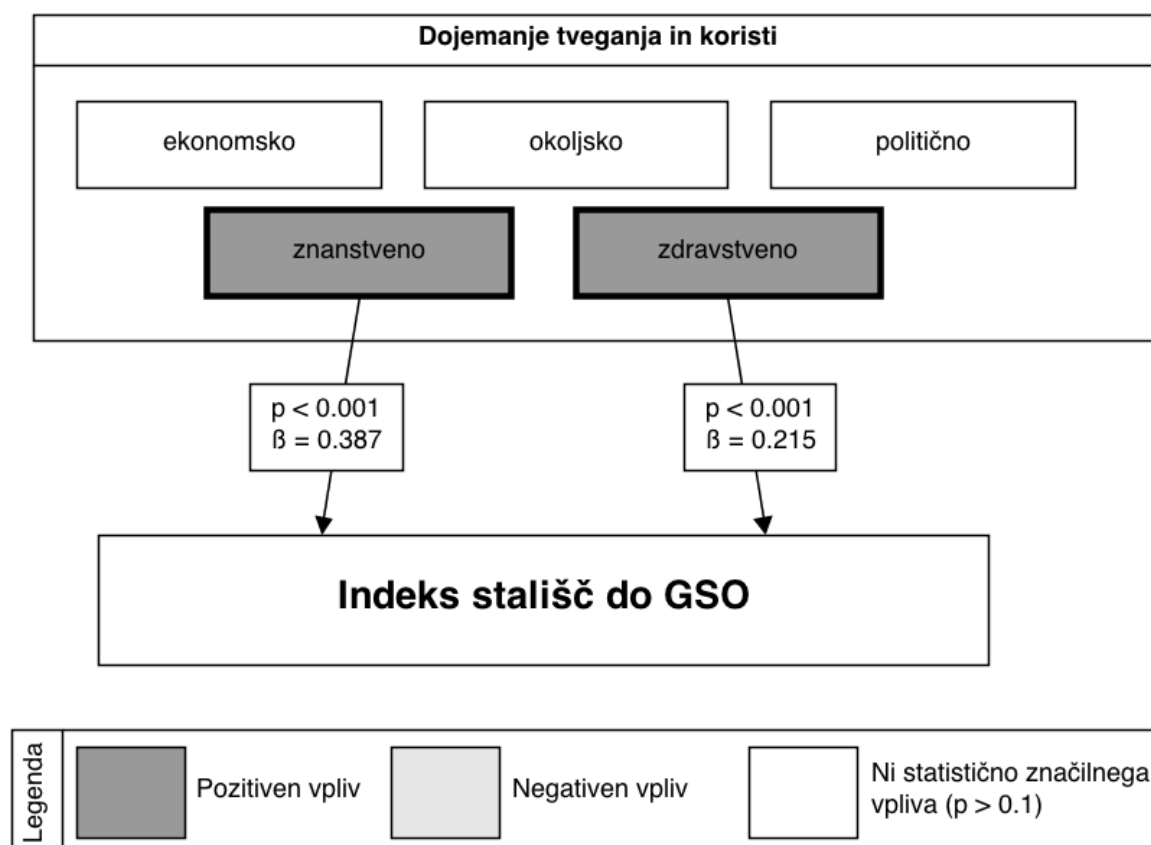 Dojemanje tveganja in koristi
ekonomsko
okoljsko
politično
znanstveno
zdravstveno
p < 0.001
ß = 0.387
p < 0.001
ß = 0.215
Indeks stališč do GSO
Legenda
Pozitiven vpliv
Negativen vpliv
Ni statistično značilnega
vpliva (p > 0.1)